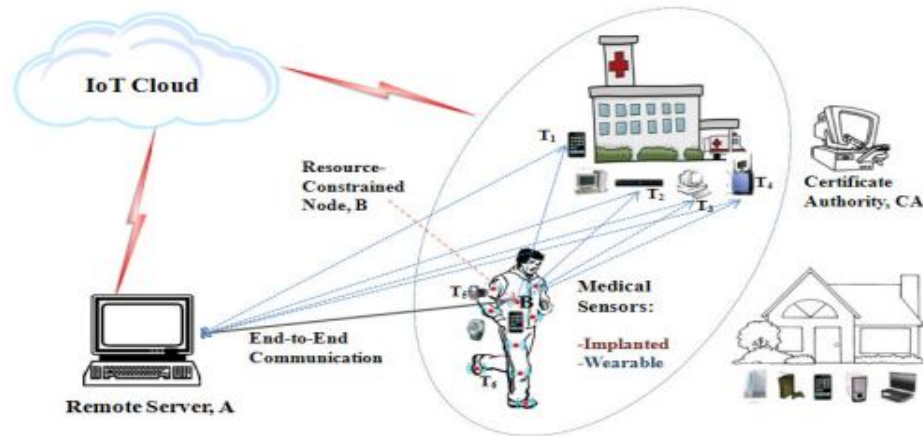 IoT Cloud
T1
Resource-
Constrained
Node, B
T2
T3
T4
Certificate
Authority, CA
T5
B
Medical
Sensors:
-Implanted
-Wearable
End-to-End
Communication
T6
Remote Server, A